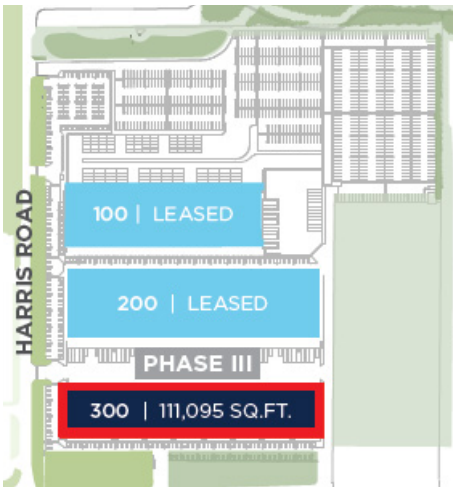 HARRIS ROAD
100 | LEASED
200 | LEASED
PHASE III
300 | 111,095 SQ.FT.